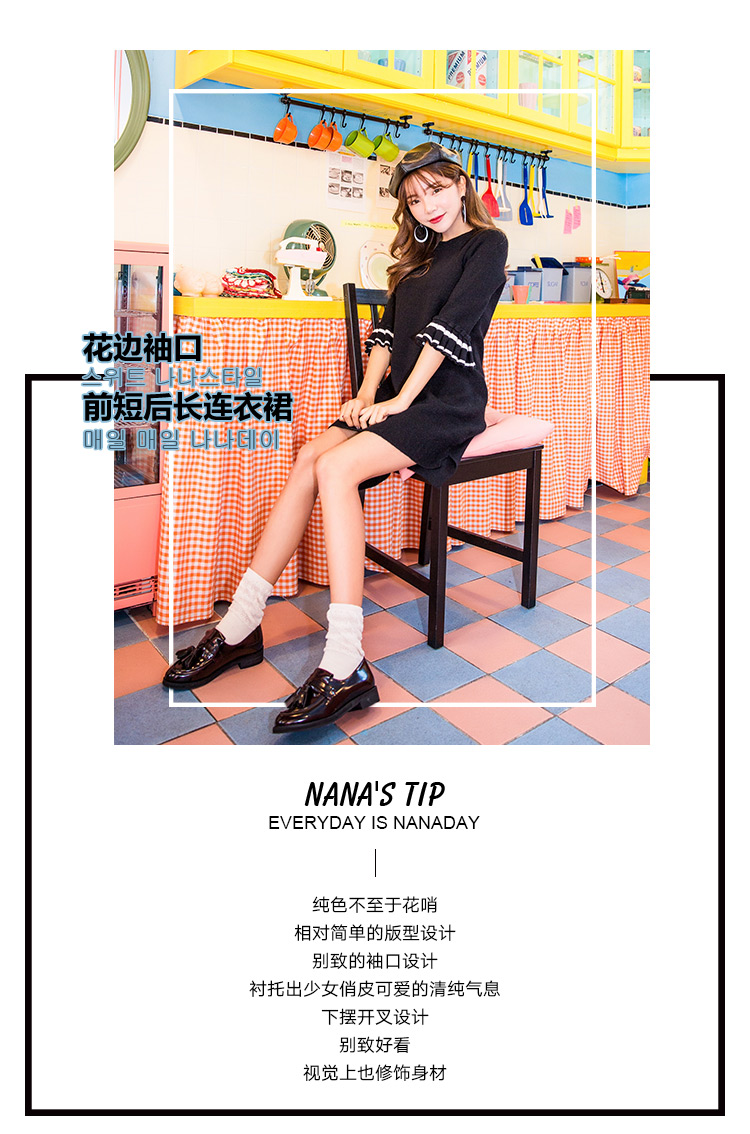 花边袖口
스위트 나나스타일
前短后长连衣裙
매일 매일 나나데이
NANA'S TIP
EVERYDAY IS NANADAY
纯色不至于花哨
相对简单的版型设计
别致的袖口设计
衬托出少女俏皮可爱的清纯气息
下摆开叉设计
别致好看
视觉上也修饰身材